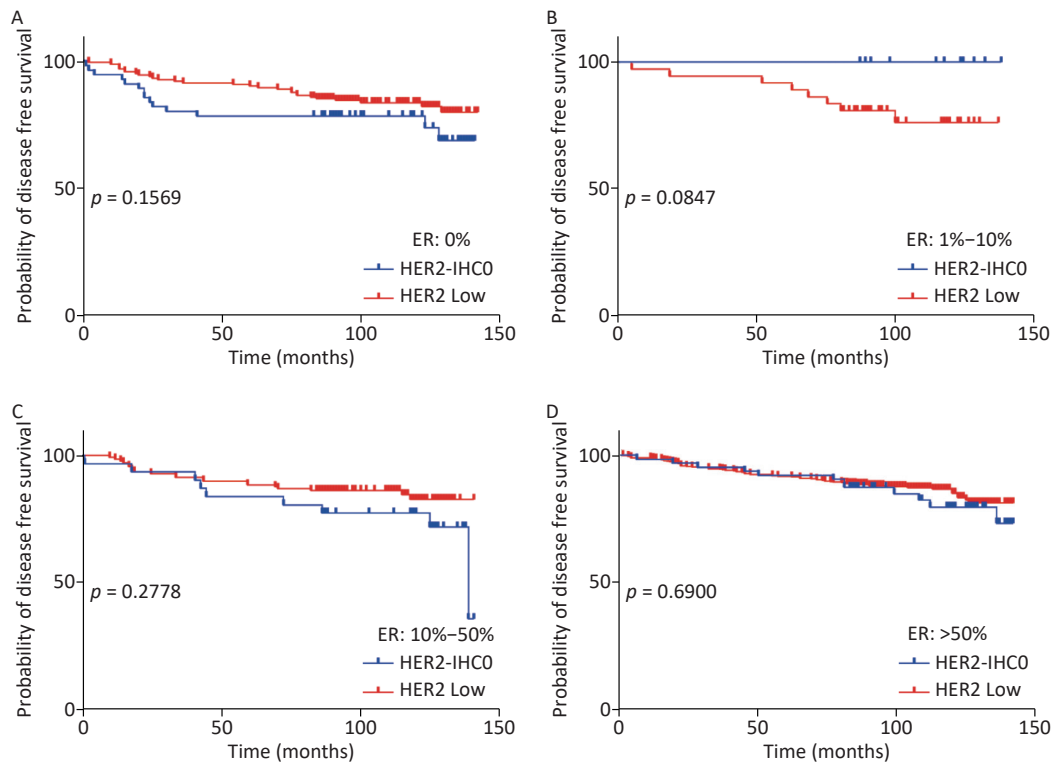 A
Probability of disease free survival
100
50
0
p = 0.1569
ER: 0%
HER2-IHC0
HER2 Low
0 50 100 150
Time (months)
B
Probability of disease free survival
100
50
0
p = 0.0847
ER: 1%−10%
HER2-IHC0
HER2 Low
0 50 100 150
Time (months)
C
Probability of disease free survival
100
50
0
p = 0.2778
ER: 10%−50%
HER2-IHC0
HER2 Low
0 50 100 150
Time (months)
D
Probability of disease free survival
100
50
0
p = 0.6900
ER: >50%
HER2-IHC0
HER2 Low
0 50 100 150
Time (months)